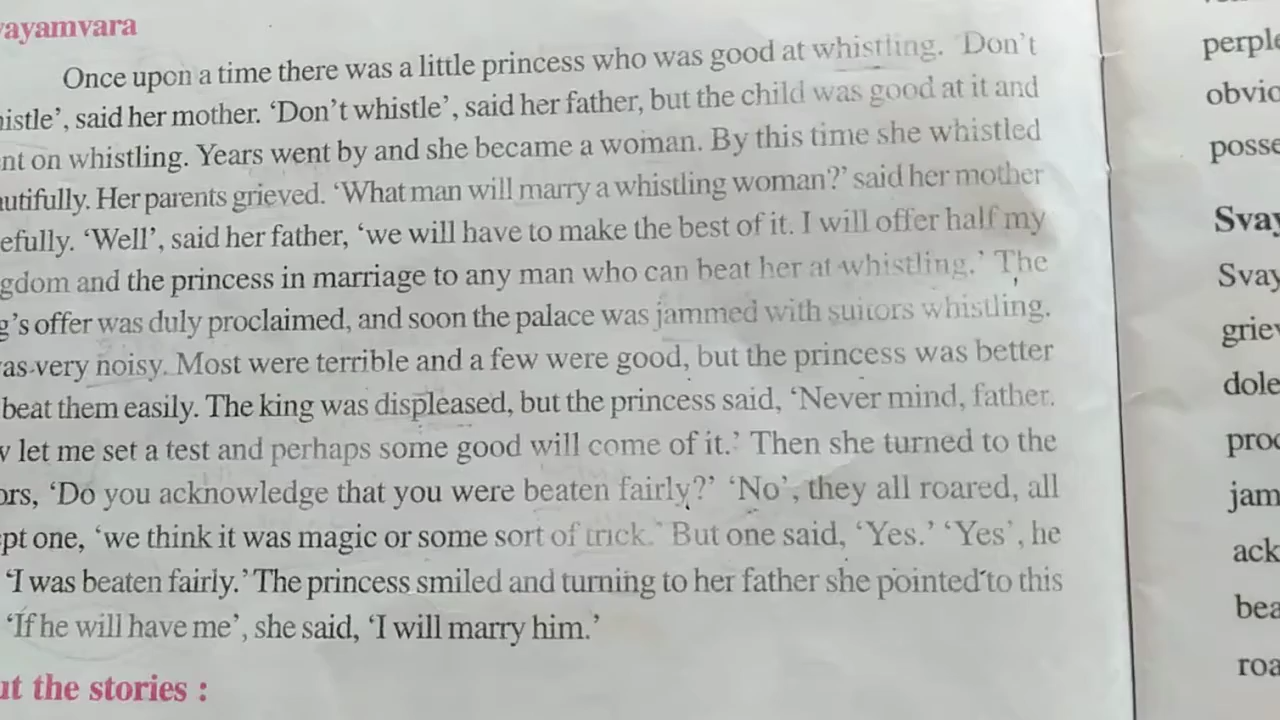 vayamvara
Once upon a time there was a little princess who was good at whistling. 'Don't
histle', said her mother. 'Don't whistle', said her father, but the child was good at it and
nt on whistling. Years went by and she became a woman. By this time she whistled
autifully. Her parents grieved. 'What man will marry a whistling woman?' said her mother
efully. 'Well', said her father, 'we will have to make the best of it. I will offer half my
gdom and the princess in marriage to any man who can beat her at whistling.' The
g's offer was duly proclaimed, and soon the palace was jammed with suitors whistling.
as very noisy. Most were terrible and a few were good, but the princess was better
beat them easily. The king was displeased, but the princess said, 'Never mind, father.
w let me set a test and perhaps some good will come of it.' Then she turned to the
ors, 'Do you acknowledge that you were beaten fairly?' 'No', they all roared, all
pt one, 'we think it was magic or some sort of trick.' But one said, 'Yes.' 'Yes', he
'I was beaten fairly.' The princess smiled and turning to her father she pointed to this
'If he will have me', she said, 'I will marry him.'
ut the stories :
perple
obvio
posse
Svay
Svay
griev
dole
proc
jam
ack
bea
roa